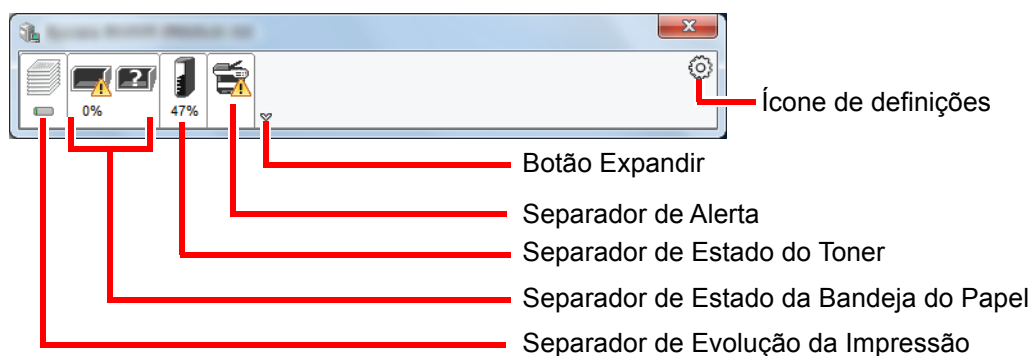 x
?
0%
47%
Ícone de definições
Botão Expandir
Separador de Alerta
Separador de Estado do Toner
Separador de Estado da Bandeja do Papel
Separador de Evolução da Impressão